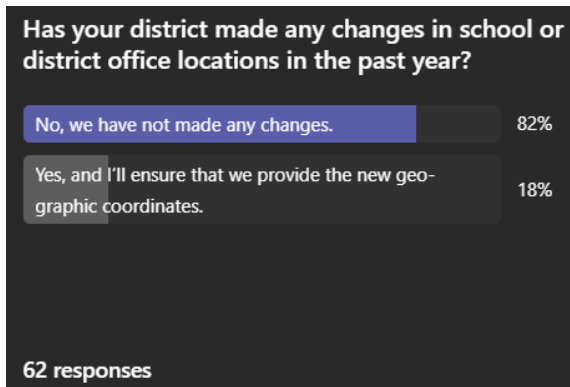 Has your district made any changes in school or
district office locations in the past year?
No, we have not made any changes.
82%
Yes, and I'll ensure that we provide the new geo-
graphic coordinates.
18%
62 responses